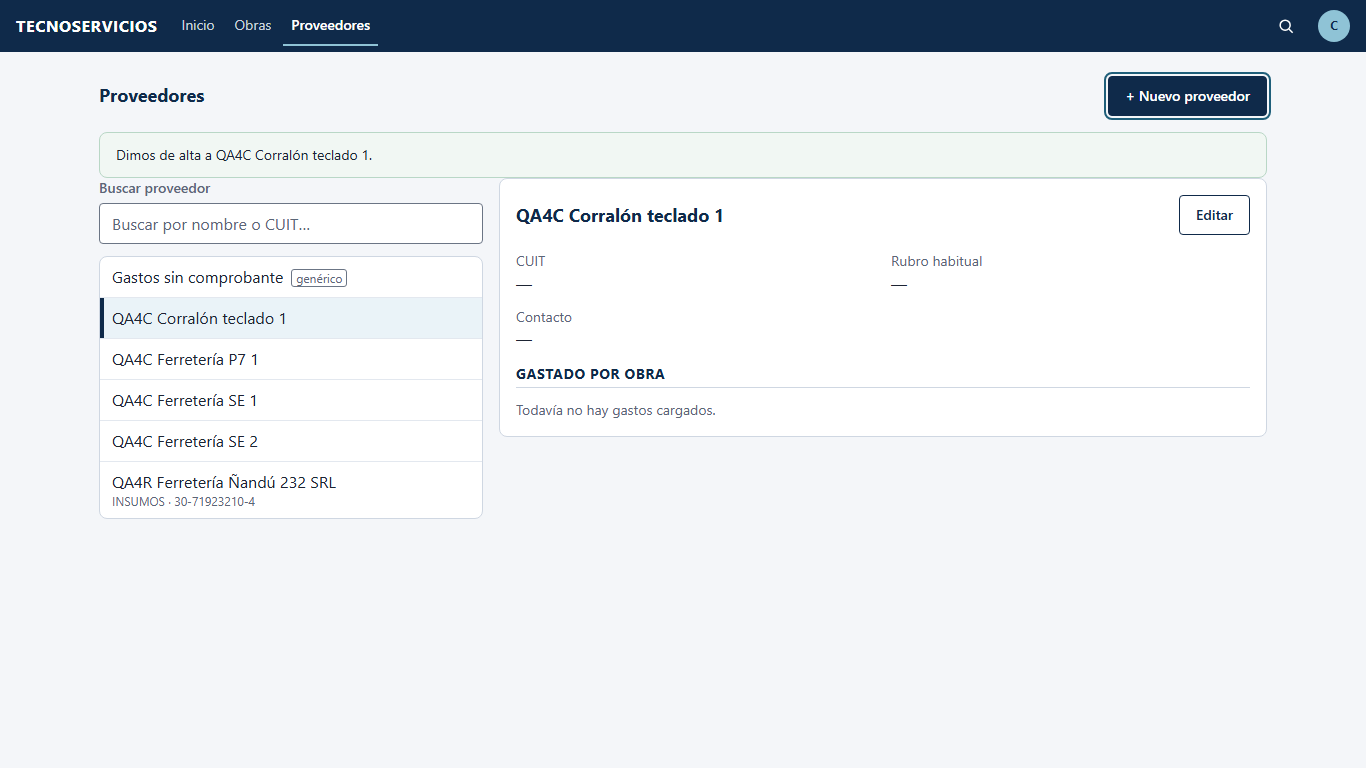 TECNOSERVICIOS Inicio Obras Proveedores C
Proveedores
+ Nuevo proveedor
Dimos de alta a QA4C Corralón teclado 1.
Buscar proveedor
Buscar por nombre o CUIT...
Gastos sin comprobante genérico
QA4C Corralón teclado 1
QA4C Ferretería P7 1
QA4C Ferretería SE 1
QA4C Ferretería SE 2
QA4R Ferretería Ñandú 232 SRL
INSUMOS · 30-71923210-4
QA4C Corralón teclado 1
Editar
CUIT
—
Rubro habitual
—
Contacto
—
GASTADO POR OBRA
Todavía no hay gastos cargados.